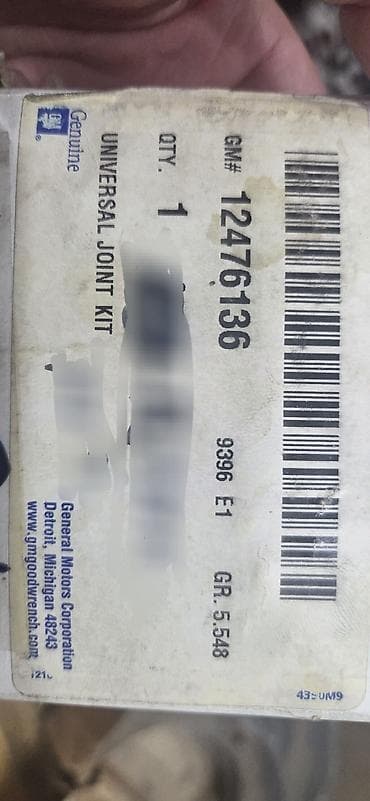 GM# 12476136 9396 E1 GR. 5.548
QTY. 1
UNIVERSAL JOINT KIT
Genuine
GM
General Motors Corporation
Detroit, Michigan 48243
www.gmgoodwrench.com